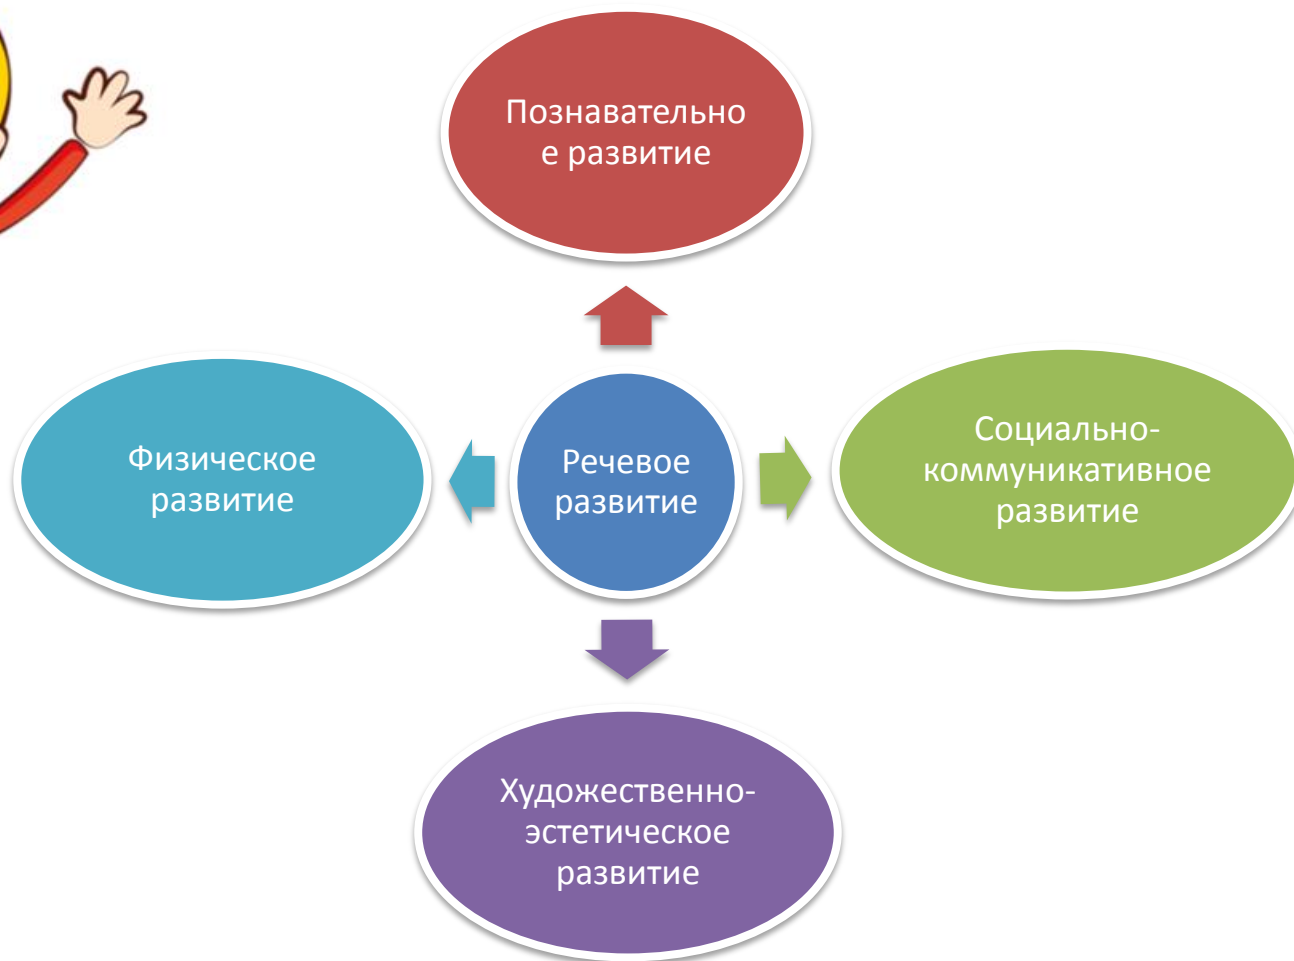 Познавательно
е развитие
Физическое
развитие
Речевое
развитие
Социально-
коммуникативное
развитие
Художественно-
эстетическое
развитие